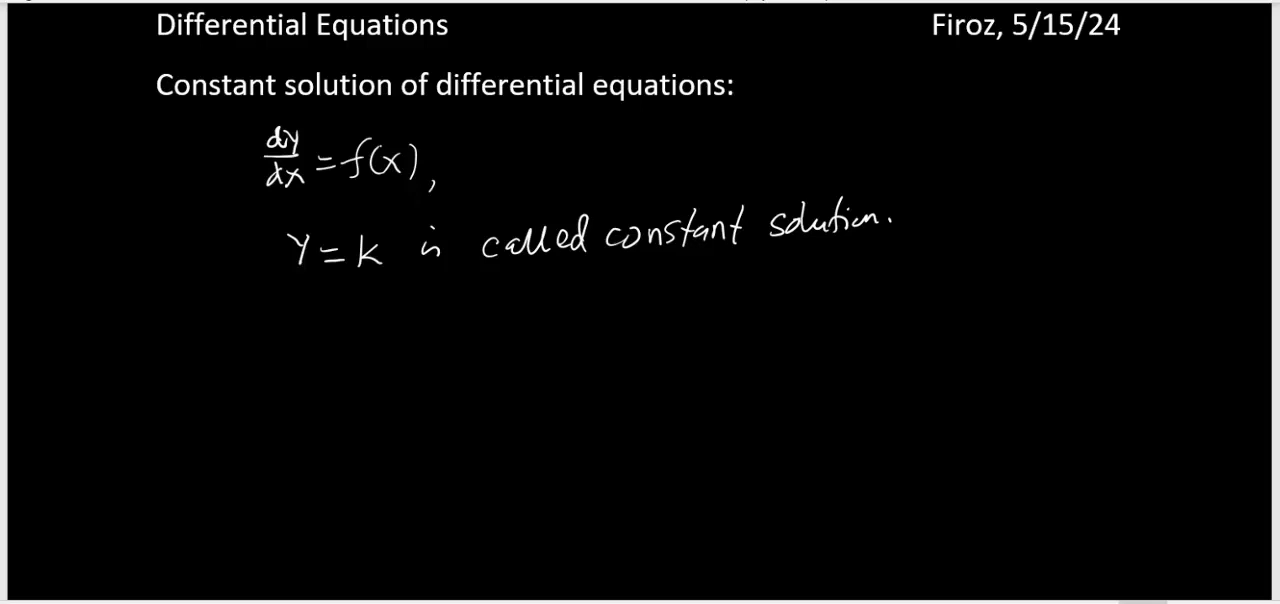 Differential Equations Firoz, 5/15/24
Constant solution of differential equations:
dy/dx = f(x),
Y = K is called constant solution.